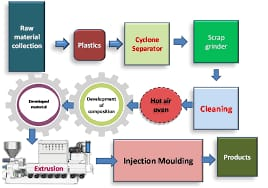 Raw
material
collection
Plastics
Cyclone
Separator
Scrap
grinder
Cleaning
Hot air
oven
Development
of
composition
Developed
material
Extrusion
Injection Moulding
Products